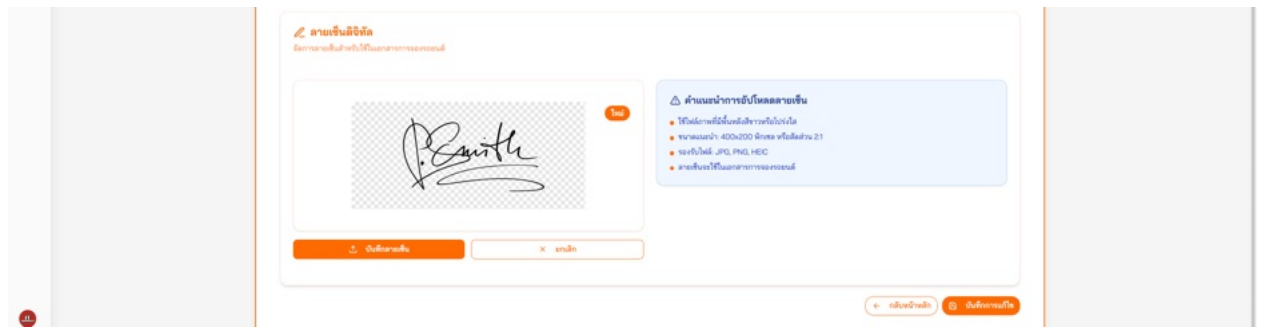 ลายเซ็นดิจิทัล
จัดการลายเซ็นสำหรับใช้ในเอกสารการจองรถยนต์
P.Smith
ใหม่
บันทึกลายเซ็น
ยกเลิก
คำแนะนำการอัปโหลดลายเซ็น
ใช้ไฟล์ภาพที่มีพื้นหลังสีขาวหรือโปร่งใส
ขนาดแนะนำ: 400x200 พิกเซล หรือสัดส่วน 2:1
รองรับไฟล์: JPG, PNG, HEIC
ลายเซ็นจะใช้ในเอกสารการจองรถยนต์
กลับหน้าหลัก
บันทึกการแก้ไข